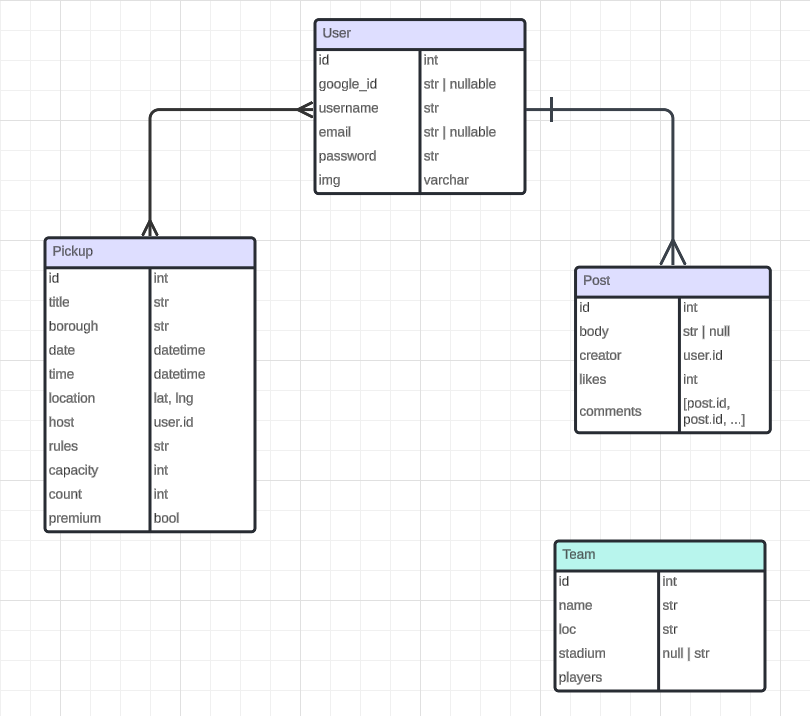 User
id int
google_id str | nullable
username str
email str | nullable
password str
img varchar
Pickup
id int
title str
borough str
date datetime
time datetime
location lat, lng
host user.id
rules str
capacity int
count int
premium bool
Post
id int
body str | null
creator user.id
likes int
comments [post.id,
post.id, ...]
Team
id int
name str
loc str
stadium null | str
players